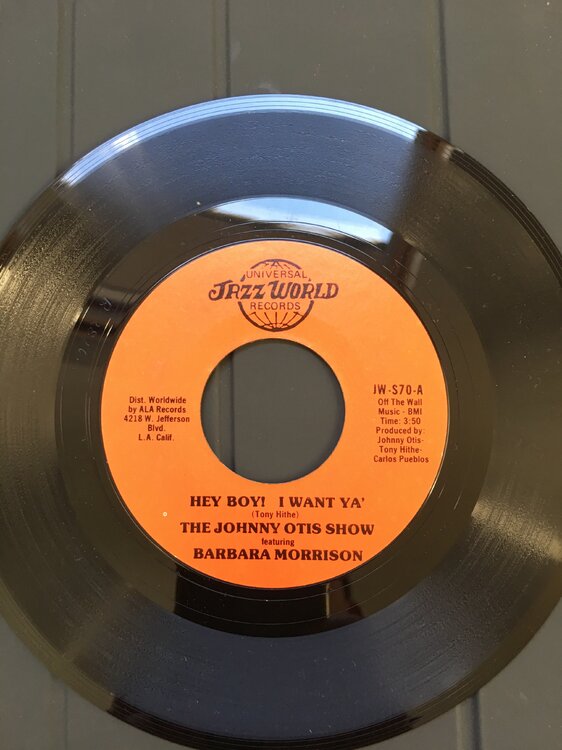 UNIVERSAL
JAZZ WORLD
RECORDS
Dist. Worldwide
by ALA Records
4218 W. Jefferson
Blvd.
L.A. Calif.
JW-S70-A
Off The Wall
Music - BMI
Time: 3:50
Produced by:
Johnny Otis-
Tony Hithe-
Carlos Pueblos
HEY BOY! I WANT YA'
(Tony Hithe)
THE JOHNNY OTIS SHOW
featuring
BARBARA MORRISON